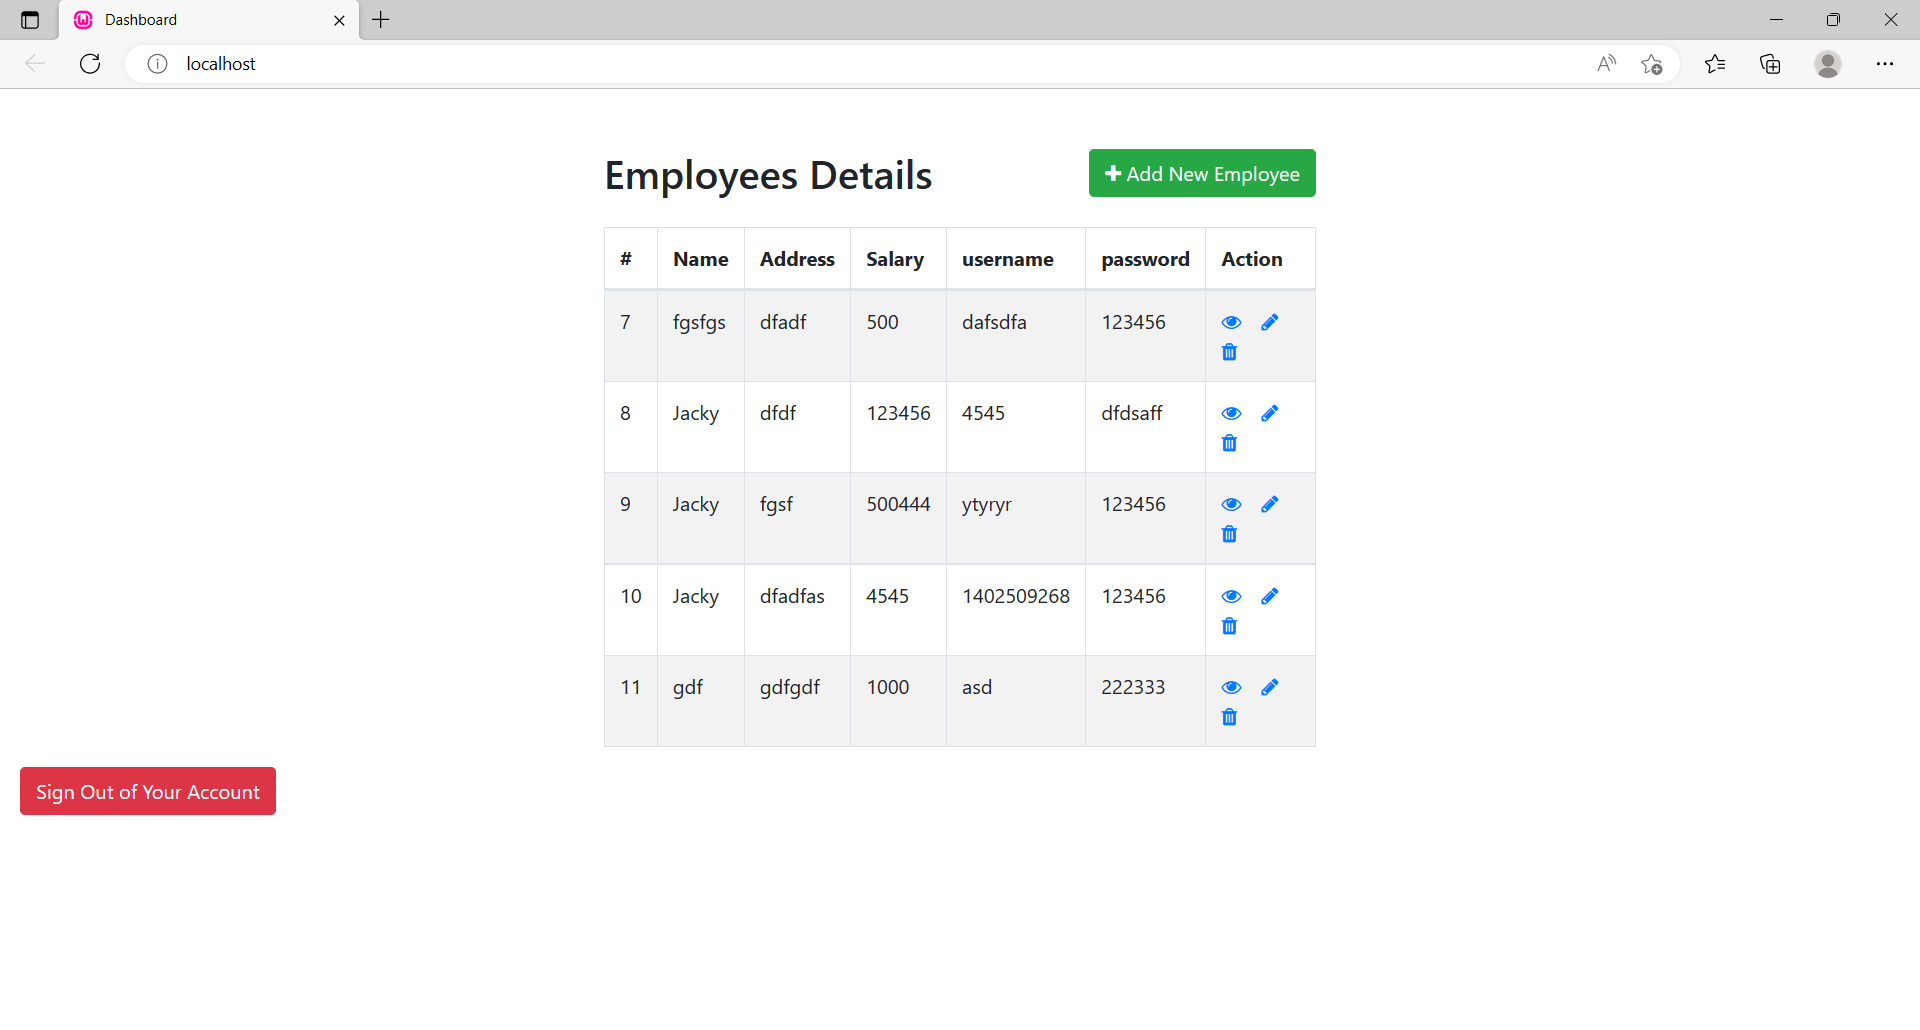 Dashboard
localhost
Employees Details
Add New Employee
# Name Address Salary username password Action
7 fgsfgs dfadf 500 dafsdfa 123456
8 Jacky dfdf 123456 4545 dfdsaff
9 Jacky fgsf 500444 ytyryr 123456
10 Jacky dfadfas 4545 1402509268 123456
11 gdf gdfgdf 1000 asd 222333
Sign Out of Your Account